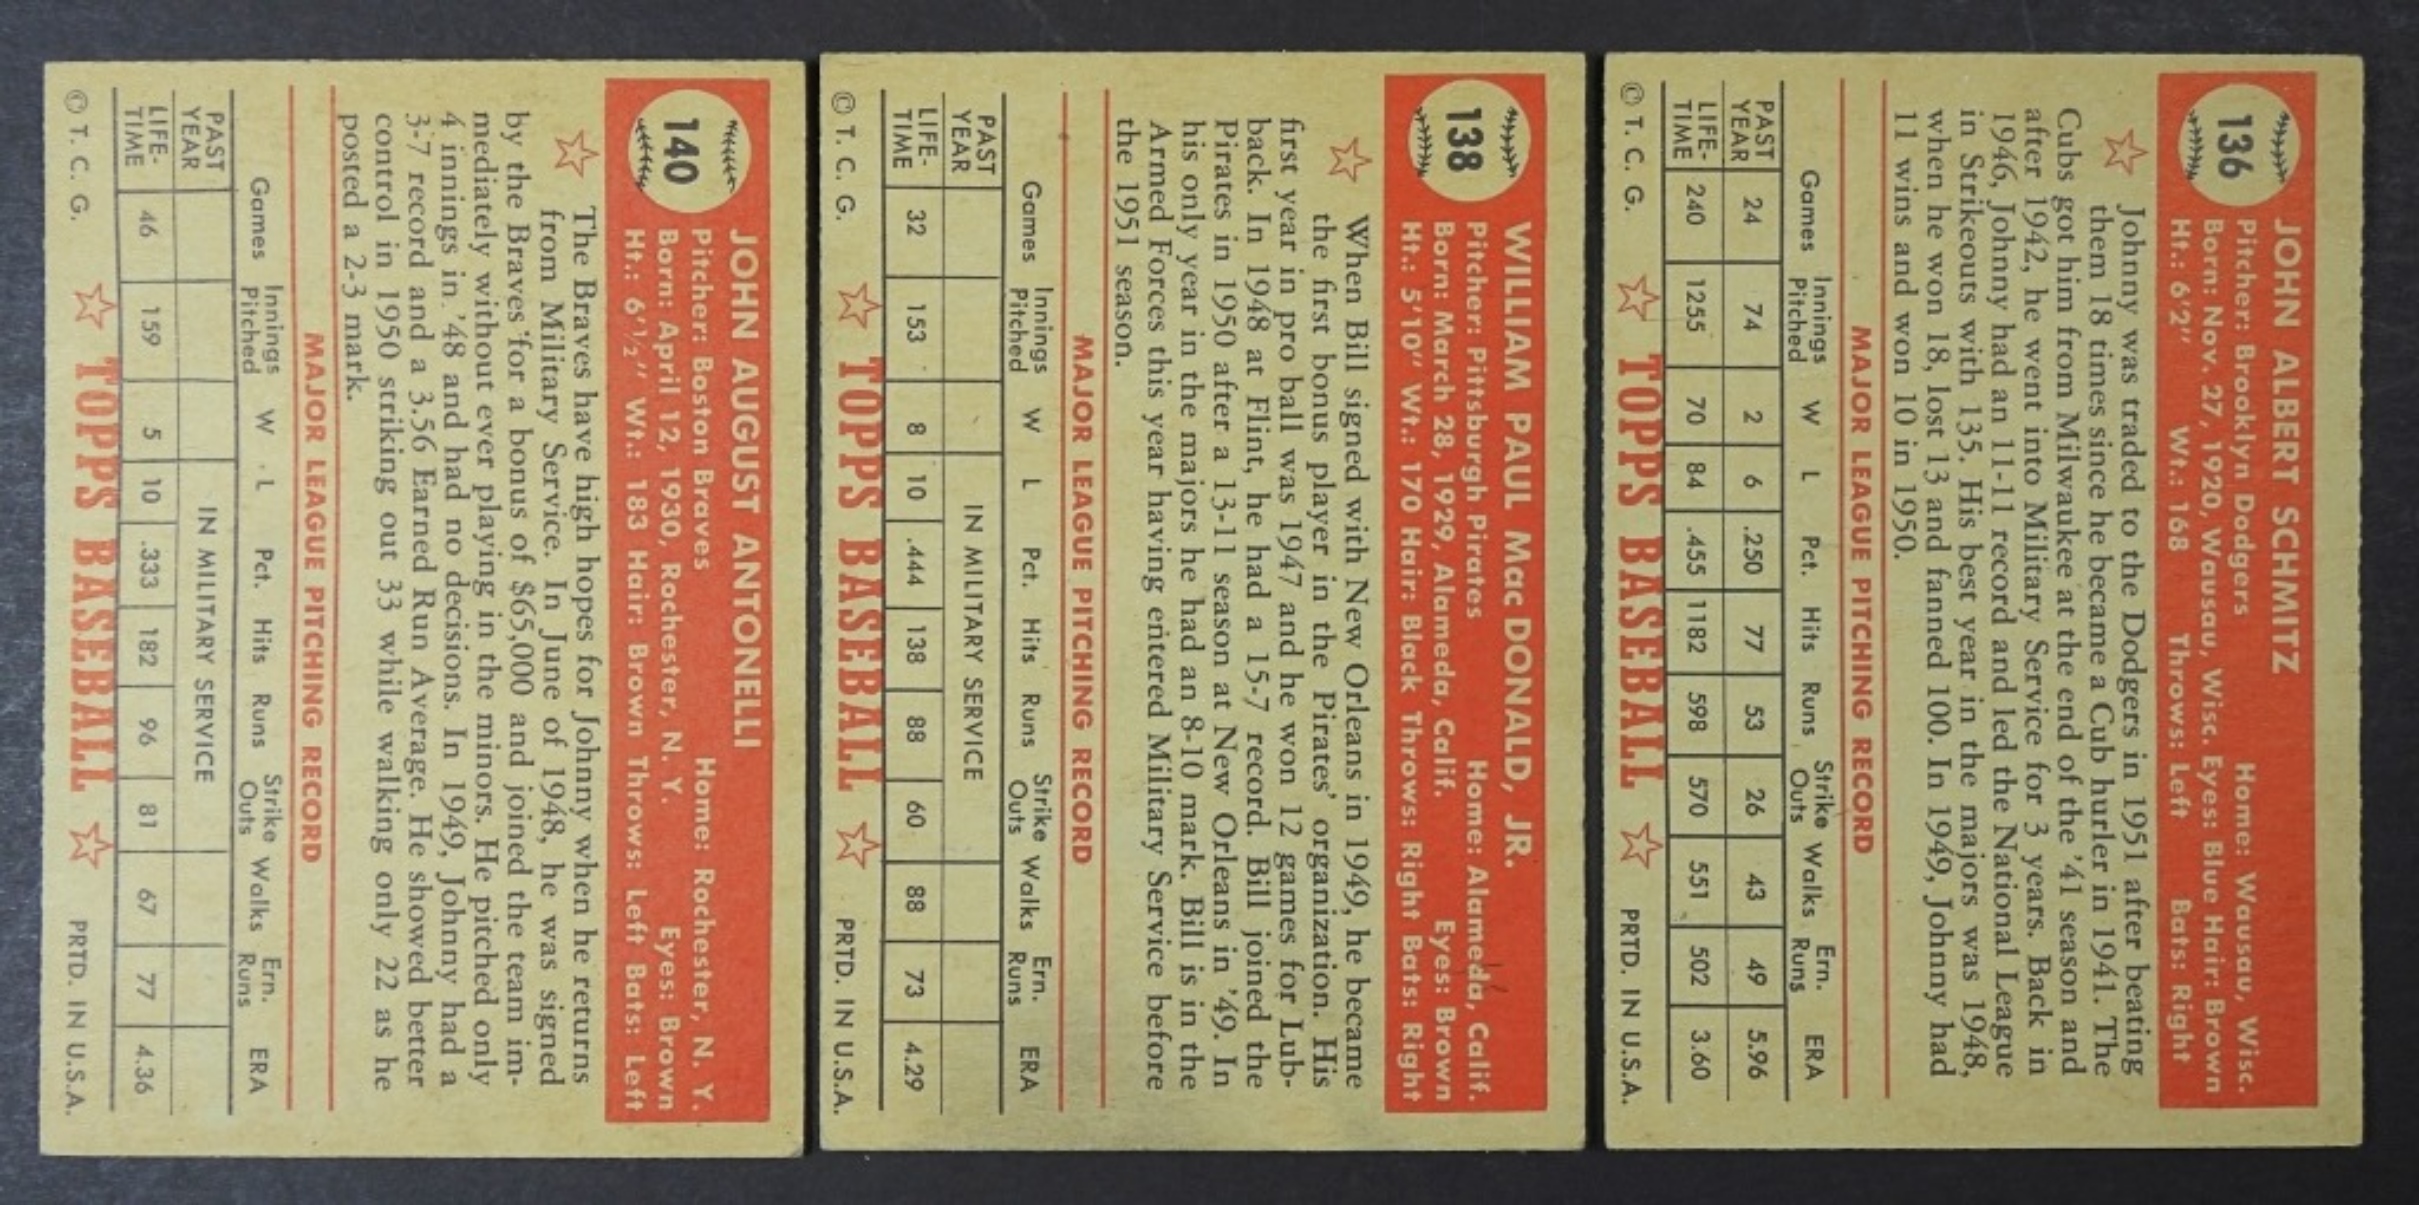 136
JOHN ALBERT SCHMITZ
Pitcher: Brooklyn Dodgers Home: Wausau, Wisc.
Born: Nov. 27, 1920, Wausau, Wisc. Eyes: Blue Hair: Brown
Ht.: 6'2" Wt.: 168 Throws: Left Bats: Right
Johnny was traded to the Dodgers in 1951 after beating
them 18 times since he became a Cub hurler in 1941. The
Cubs got him from Milwaukee at the end of the '41 season and
after 1942, he went into Military Service for 3 years. Back in
1946, Johnny had an 11-11 record and led the National League
in Strikeouts with 135. His best year in the majors was 1948,
when he won 18, lost 13 and fanned 100. In 1949, Johnny had
11 wins and won 10 in 1950.
MAJOR LEAGUE PITCHING RECORD
Games Innings Pitched W L Pct. Hits Runs Strike Outs Walks Ern. Runs ERA
PAST YEAR 24 74 2 6 .250 77 53 26 43 49 5.96
LIFE-TIME 240 1255 70 84 .455 1182 598 570 551 502 3.60
© T. C. G. TOPPS BASEBALL PRTD. IN U.S.A.
138
WILLIAM PAUL Mac DONALD, JR.
Pitcher: Pittsburgh Pirates Home: Alameda, Calif.
Born: March 28, 1929, Alameda, Calif. Eyes: Brown
Ht.: 5'10" Wt.: 170 Hair: Black Throws: Right Bats: Right
When Bill signed with New Orleans in 1949, he became
the first bonus player in the Pirates' organization. His
first year in pro ball was 1947 and he won 12 games for Lub-
back. In 1948 at Flint, he had a 15-7 record. Bill joined the
Pirates in 1950 after a 13-11 season at New Orleans in '49. In
his only year in the majors he had an 8-10 mark. Bill is in the
Armed Forces this year having entered Military Service before
the 1951 season.
MAJOR LEAGUE PITCHING RECORD
Games Innings Pitched W L Pct. Hits Runs Strike Outs Walks Ern. Runs ERA
PAST YEAR IN MILITARY SERVICE
LIFE-TIME 32 153 8 10 .444 138 88 60 88 73 4.29
© T. C. G. TOPPS BASEBALL PRTD. IN U.S.A.
140
JOHN AUGUST ANTONELLI
Pitcher: Boston Braves Home: Rochester, N. Y.
Born: April 12, 1930, Rochester, N. Y. Eyes: Brown
Ht.: 6'½" Wt.: 183 Hair: Brown Throws: Left Bats: Left
The Braves have high hopes for Johnny when he returns
from Military Service. In June of 1948, he was signed
by the Braves for a bonus of $65,000 and joined the team im-
mediately without ever playing in the minors. He pitched only
4 innings in '48 and had no decisions. In 1949, Johnny had a
3-7 record and a 3.56 Earned Run Average. He showed better
control in 1950 striking out 33 while walking only 22 as he
posted a 2-3 mark.
MAJOR LEAGUE PITCHING RECORD
Games Innings Pitched W L Pct. Hits Runs Strike Outs Walks Ern. Runs ERA
PAST YEAR IN MILITARY SERVICE
LIFE-TIME 46 159 5 10 .333 182 96 81 67 77 4.36
© T. C. G. TOPPS BASEBALL PRTD. IN U.S.A.